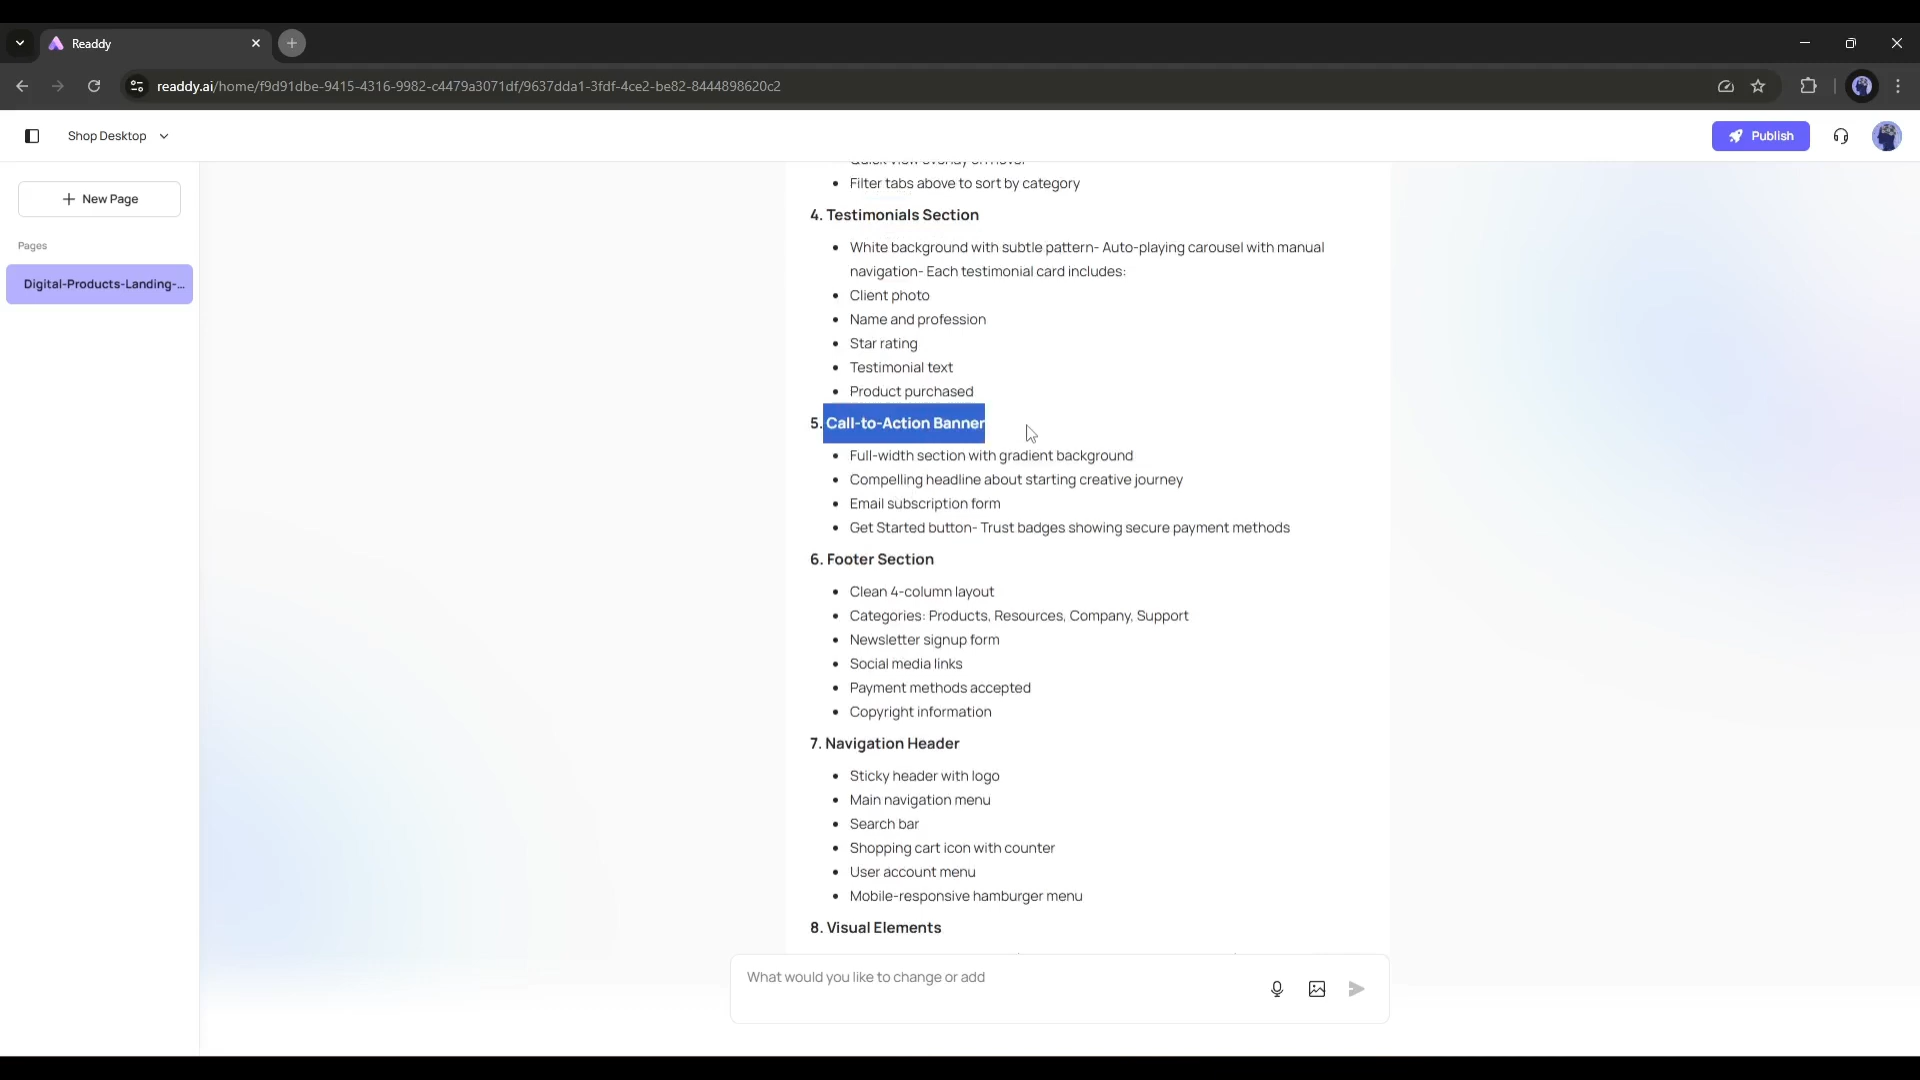 Readdy
readdy.ai/home/f9d91dbe-9415-4316-9982-c4479a3071df/9637dda1-3fdf-4ce2-be82-8444898620c2
Shop Desktop
Publish
New Page
Pages
Digital-Products-Landing-...
• Filter tabs above to sort by category
4. Testimonials Section
• White background with subtle pattern- Auto-playing carousel with manual
navigation- Each testimonial card includes:
• Client photo
• Name and profession
• Star rating
• Testimonial text
• Product purchased
5. Call-to-Action Banner
• Full-width section with gradient background
• Compelling headline about starting creative journey
• Email subscription form
• Get Started button- Trust badges showing secure payment methods
6. Footer Section
• Clean 4-column layout
• Categories: Products, Resources, Company, Support
• Newsletter signup form
• Social media links
• Payment methods accepted
• Copyright information
7. Navigation Header
• Sticky header with logo
• Main navigation menu
• Search bar
• Shopping cart icon with counter
• User account menu
• Mobile-responsive hamburger menu
8. Visual Elements
What would you like to change or add